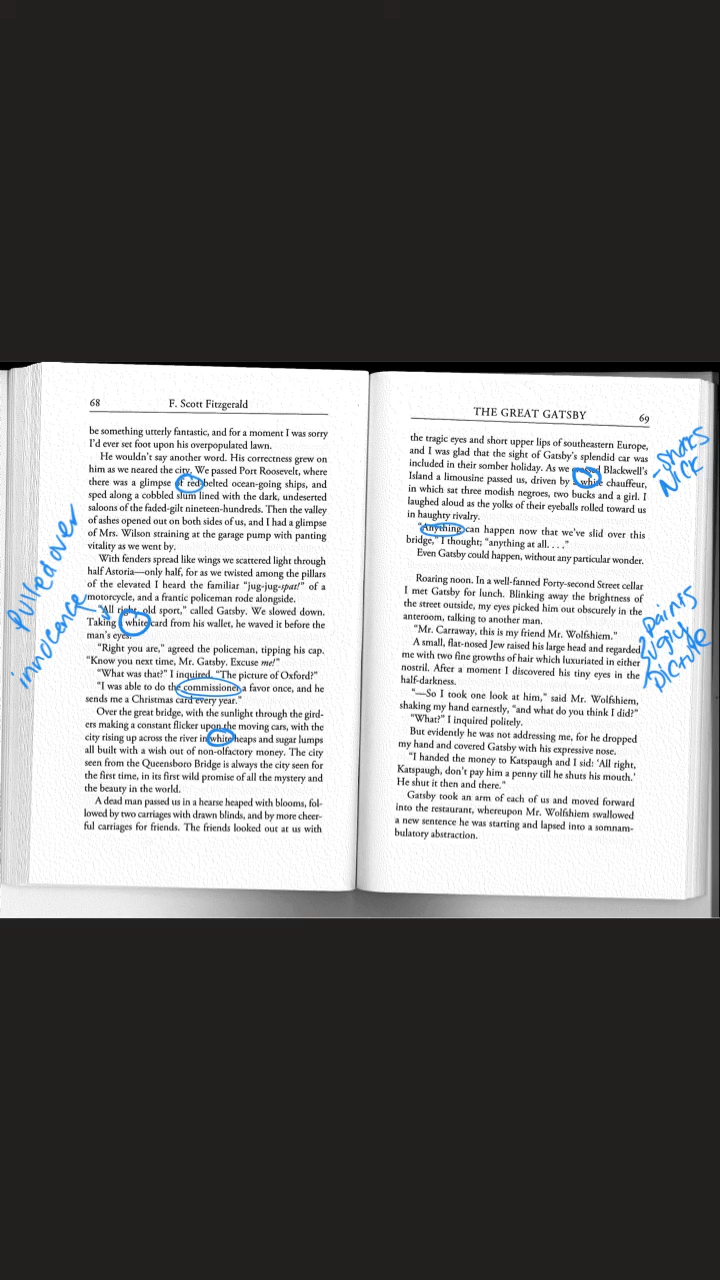 68 F. Scott Fitzgerald
be something utterly fantastic, and for a moment I was sorry
I'd ever set foot upon his overpopulated lawn.
He wouldn't say another word. His correctness grew on
him as we neared the city. We passed Port Roosevelt, where
there was a glimpse of red-belted ocean-going ships, and
sped along a cobbled slum lined with the dark, undeserted
saloons of the faded-gilt nineteen-hundreds. Then the valley
of ashes opened out on both sides of us, and I had a glimpse
of Mrs. Wilson straining at the garage pump with panting
vitality as we went by.
With fenders spread like wings we scattered light through
half Astoria—only half, for as we twisted among the pillars
of the elevated I heard the familiar "jug-jug-spat!" of a
motorcycle, and a frantic policeman rode alongside.
"All right, old sport," called Gatsby. We slowed down.
Taking white card from his wallet, he waved it before the
man's eyes.
"Right you are," agreed the policeman, tipping his cap.
"Know you next time, Mr. Gatsby. Excuse me!"
"What was that?" I inquired. "The picture of Oxford?"
"I was able to do the commissioner a favor once, and he
sends me a Christmas card every year."
Over the great bridge, with the sunlight through the gird-
ers making a constant flicker upon the moving cars, with the
city rising up across the river in white heaps and sugar lumps
all built with a wish out of non-olfactory money. The city
seen from the Queensboro Bridge is always the city seen for
the first time, in its first wild promise of all the mystery and
the beauty in the world.
A dead man passed us in a hearse heaped with blooms, fol-
lowed by two carriages with drawn blinds, and by more cheer-
ful carriages for friends. The friends looked out at us with
Pulled over
innocence
THE GREAT GATSBY 69
the tragic eyes and short upper lips of southeastern Europe,
and I was glad that the sight of Gatsby's splendid car was
included in their somber holiday. As we Blackwell's
Island a limousine passed us, driven by white chauffeur,
in which sat three modish negroes, two bucks and a girl. I
laughed aloud as the yolks of their eyeballs rolled toward us
in haughty rivalry.
"Anything can happen now that we've slid over this
bridge," I thought; "anything at all. . . ."
Even Gatsby could happen, without any particular wonder.
Roaring noon. In a well-fanned Forty-second Street cellar
I met Gatsby for lunch. Blinking away the brightness of
the street outside, my eyes picked him out obscurely in the
anteroom, talking to another man.
"Mr. Carraway, this is my friend Mr. Wolfshiem."
A small, flat-nosed Jew raised his large head and regarded
me with two fine growths of hair which luxuriated in either
nostril. After a moment I discovered his tiny eyes in the
half-darkness.
"—So I took one look at him," said Mr. Wolfshiem,
shaking my hand earnestly, "and what do you think I did?"
"What?" I inquired politely.
But evidently he was not addressing me, for he dropped
my hand and covered Gatsby with his expressive nose.
"I handed the money to Katspaugh and I sid: 'All right,
Katspaugh, don't pay him a penny till he shuts his mouth.'
He shut it then and there."
Gatsby took an arm of each of us and moved forward
into the restaurant, whereupon Mr. Wolfshiem swallowed
a new sentence he was starting and lapsed into a somnam-
bulatory abstraction.
NICK
paints
ugly
picture